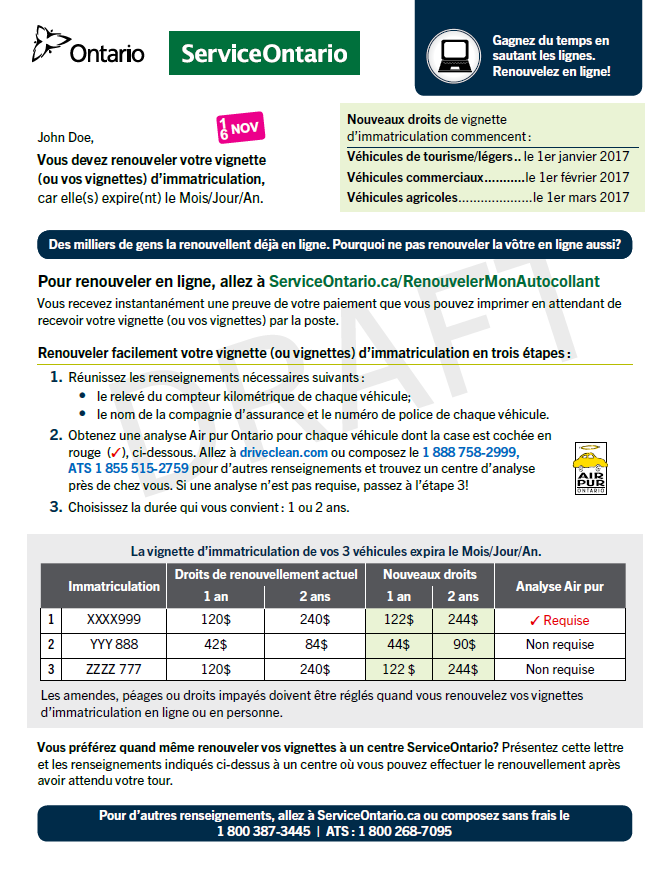 Ontario
ServiceOntario
Gagnez du temps en
sautant les lignes.
Renouvelez en ligne!
16 NOV
John Doe,
Vous devez renouveler votre vignette
(ou vos vignettes) d'immatriculation,
car elle(s) expire(nt) le Mois/Jour/An.
Nouveaux droits de vignette
d'immatriculation commencent :
Véhicules de tourisme/légers.. le 1er janvier 2017
Véhicules commerciaux...........le 1er février 2017
Véhicules agricoles....................le 1er mars 2017
Des milliers de gens la renouvellent déjà en ligne. Pourquoi ne pas renouveler la vôtre en ligne aussi?
Pour renouveler en ligne, allez à ServiceOntario.ca/RenouvelerMonAutocollant
Vous recevez instantanément une preuve de votre paiement que vous pouvez imprimer en attendant de
recevoir votre vignette (ou vos vignettes) par la poste.
DRAFT
Renouveler facilement votre vignette (ou vignettes) d'immatriculation en trois étapes :
1. Réunissez les renseignements nécessaires suivants :
• le relevé du compteur kilométrique de chaque véhicule;
• le nom de la compagnie d'assurance et le numéro de police de chaque véhicule.
2. Obtenez une analyse Air pur Ontario pour chaque véhicule dont la case est cochée en
rouge (✓), ci-dessous. Allez à driveclean.com ou composez le 1 888 758-2999,
ATS 1 855 515-2759 pour d'autres renseignements et trouvez un centre d'analyse
près de chez vous. Si une analyse n'est pas requise, passez à l'étape 3!
AIR
PUR
ONTARIO
3. Choisissez la durée qui vous convient : 1 ou 2 ans.
La vignette d'immatriculation de vos 3 véhicules expira le Mois/Jour/An.
Immatriculation Droits de renouvellement actuel Nouveaux droits Analyse Air pur
1 an 2 ans 1 an 2 ans
1 XXXX999 120$ 240$ 122$ 244$ ✓ Requise
2 YYY 888 42$ 84$ 44$ 90$ Non requise
3 ZZZZ 777 120$ 240$ 122 $ 244$ Non requise
Les amendes, péages ou droits impayés doivent être réglés quand vous renouvelez vos vignettes
d'immatriculation en ligne ou en personne.
Vous préférez quand même renouveler vos vignettes à un centre ServiceOntario? Présentez cette lettre
et les renseignements indiqués ci-dessus à un centre où vous pouvez effectuer le renouvellement après
avoir attendu votre tour.
Pour d'autres renseignements, allez à ServiceOntario.ca ou composez sans frais le
1 800 387-3445 | ATS : 1 800 268-7095